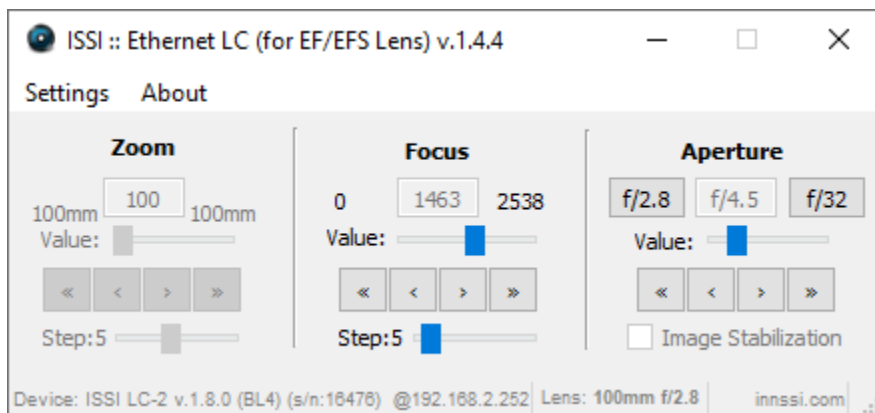 ISSI :: Ethernet LC (for EF/EFS Lens) v.1.4.4
Settings About
Zoom
100mm 100 100mm
Value:
« < > »
Step:5
Focus
0 1463 2538
Value:
« < > »
Step:5
Aperture
f/2.8 f/4.5 f/32
Value:
« < > »
Image Stabilization
Device: ISSI LC-2 v.1.8.0 (BL4) (s/n:16476) @192.168.2.252 Lens: 100mm f/2.8 innssi.com